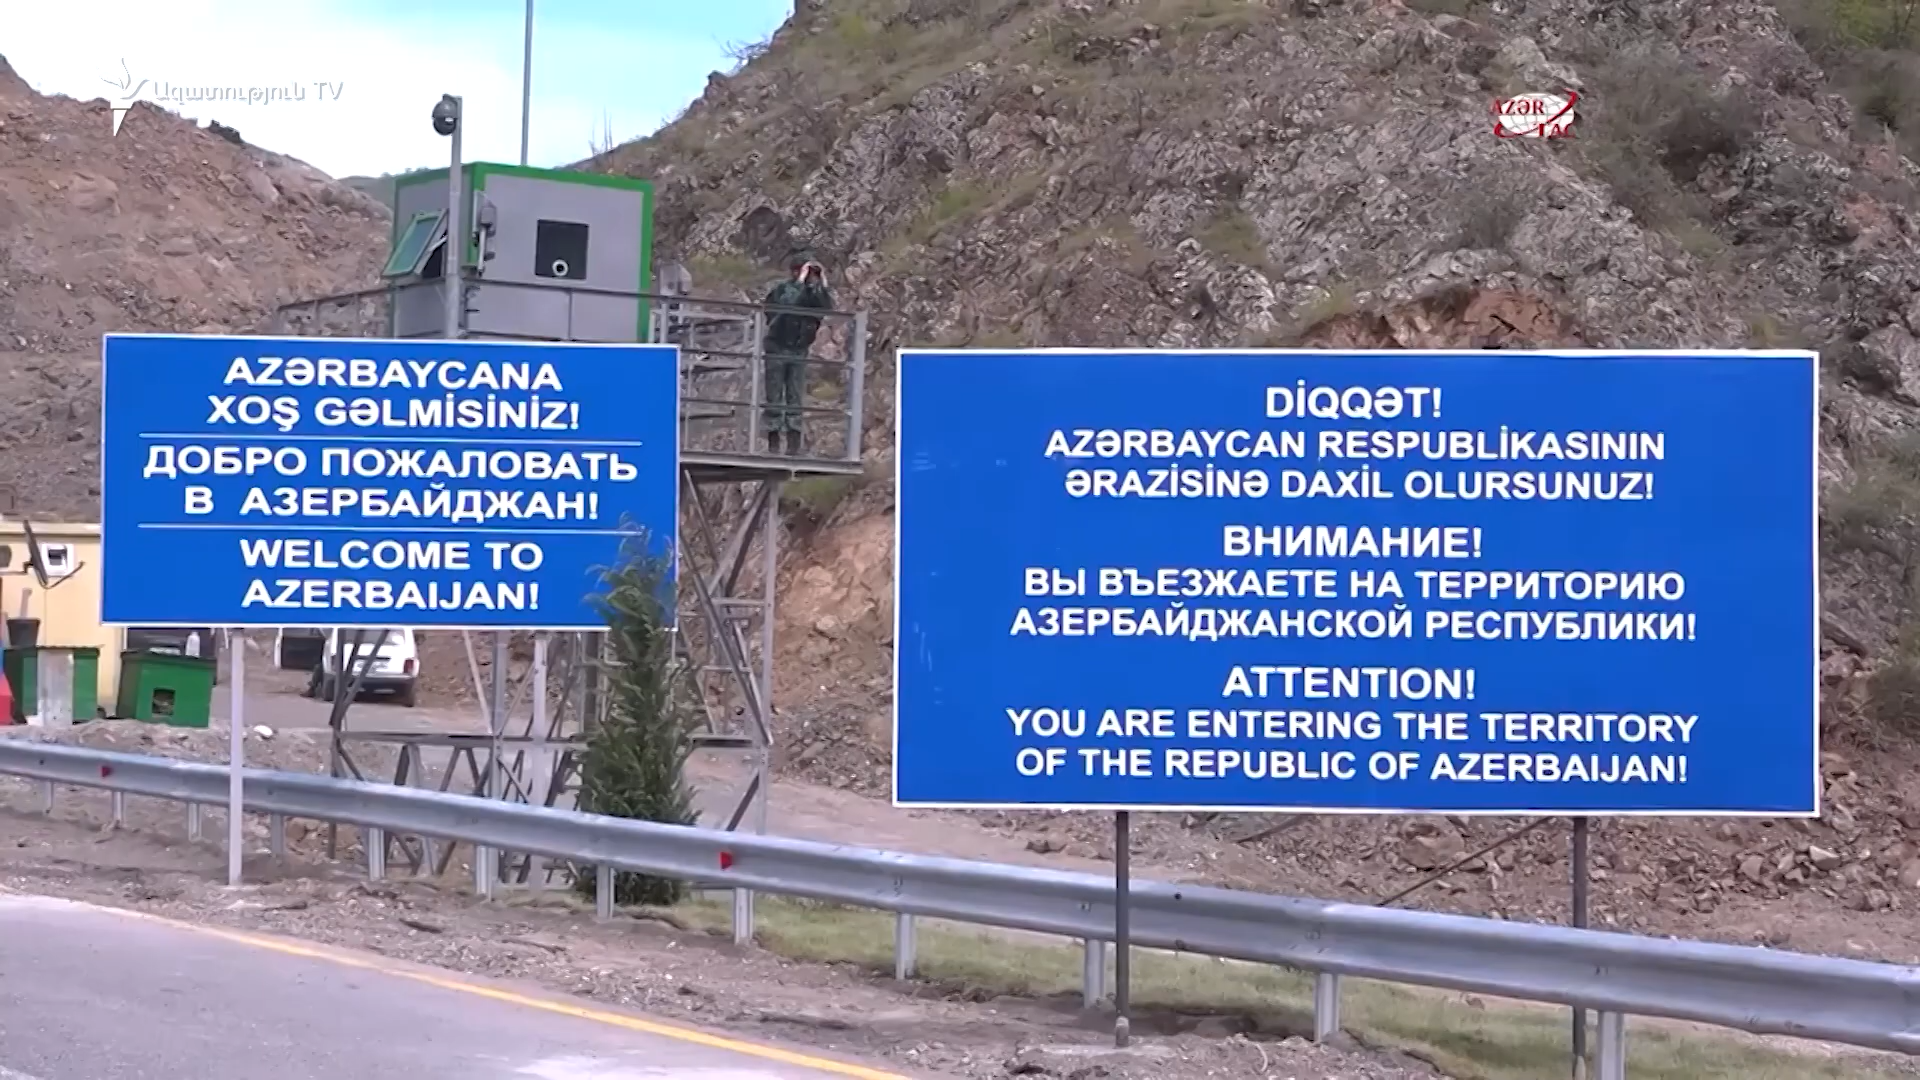 Ազատություն TV
AZƏR
TAC
AZƏRBAYCANA
XOŞ GƏLMİSİNİZ!
ДОБРО ПОЖАЛОВАТЬ
В АЗЕРБАЙДЖАН!
WELCOME TO
AZERBAIJAN!
DİQQƏT!
AZƏRBAYCAN RESPUBLİKASININ
ƏRAZİSİNƏ DAXİL OLURSUNUZ!
ВНИМАНИЕ!
ВЫ ВЪЕЗЖАЕТЕ НА ТЕРРИТОРИЮ
АЗЕРБАЙДЖАНСКОЙ РЕСПУБЛИКИ!
ATTENTION!
YOU ARE ENTERING THE TERRITORY
OF THE REPUBLIC OF AZERBAIJAN!